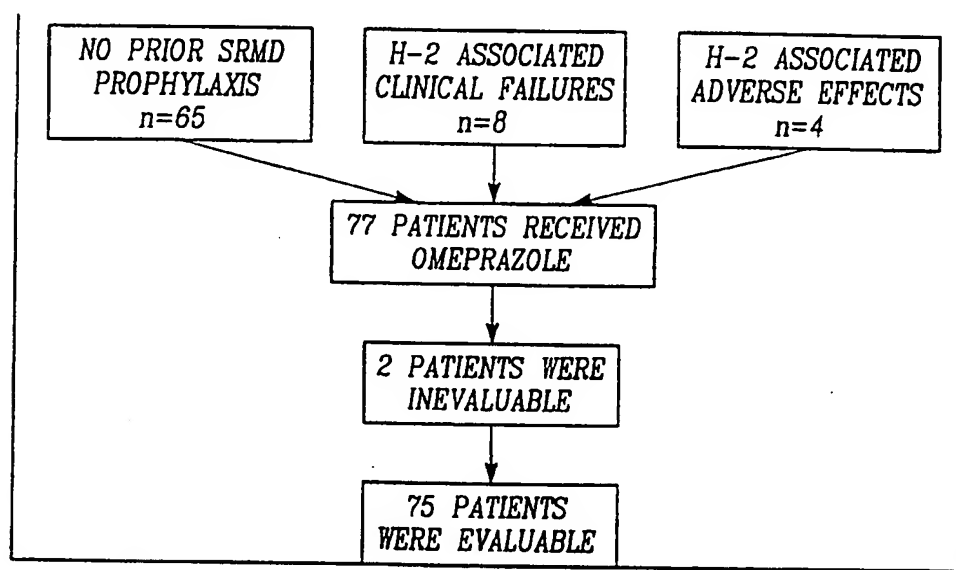 NO PRIOR SRMD
PROPHYLAXIS
n=65
H-2 ASSOCIATED
CLINICAL FAILURES
n=8
H-2 ASSOCIATED
ADVERSE EFFECTS
n=4
77 PATIENTS RECEIVED
OMEPRAZOLE
2 PATIENTS WERE
INEVALUABLE
75 PATIENTS
WERE EVALUABLE